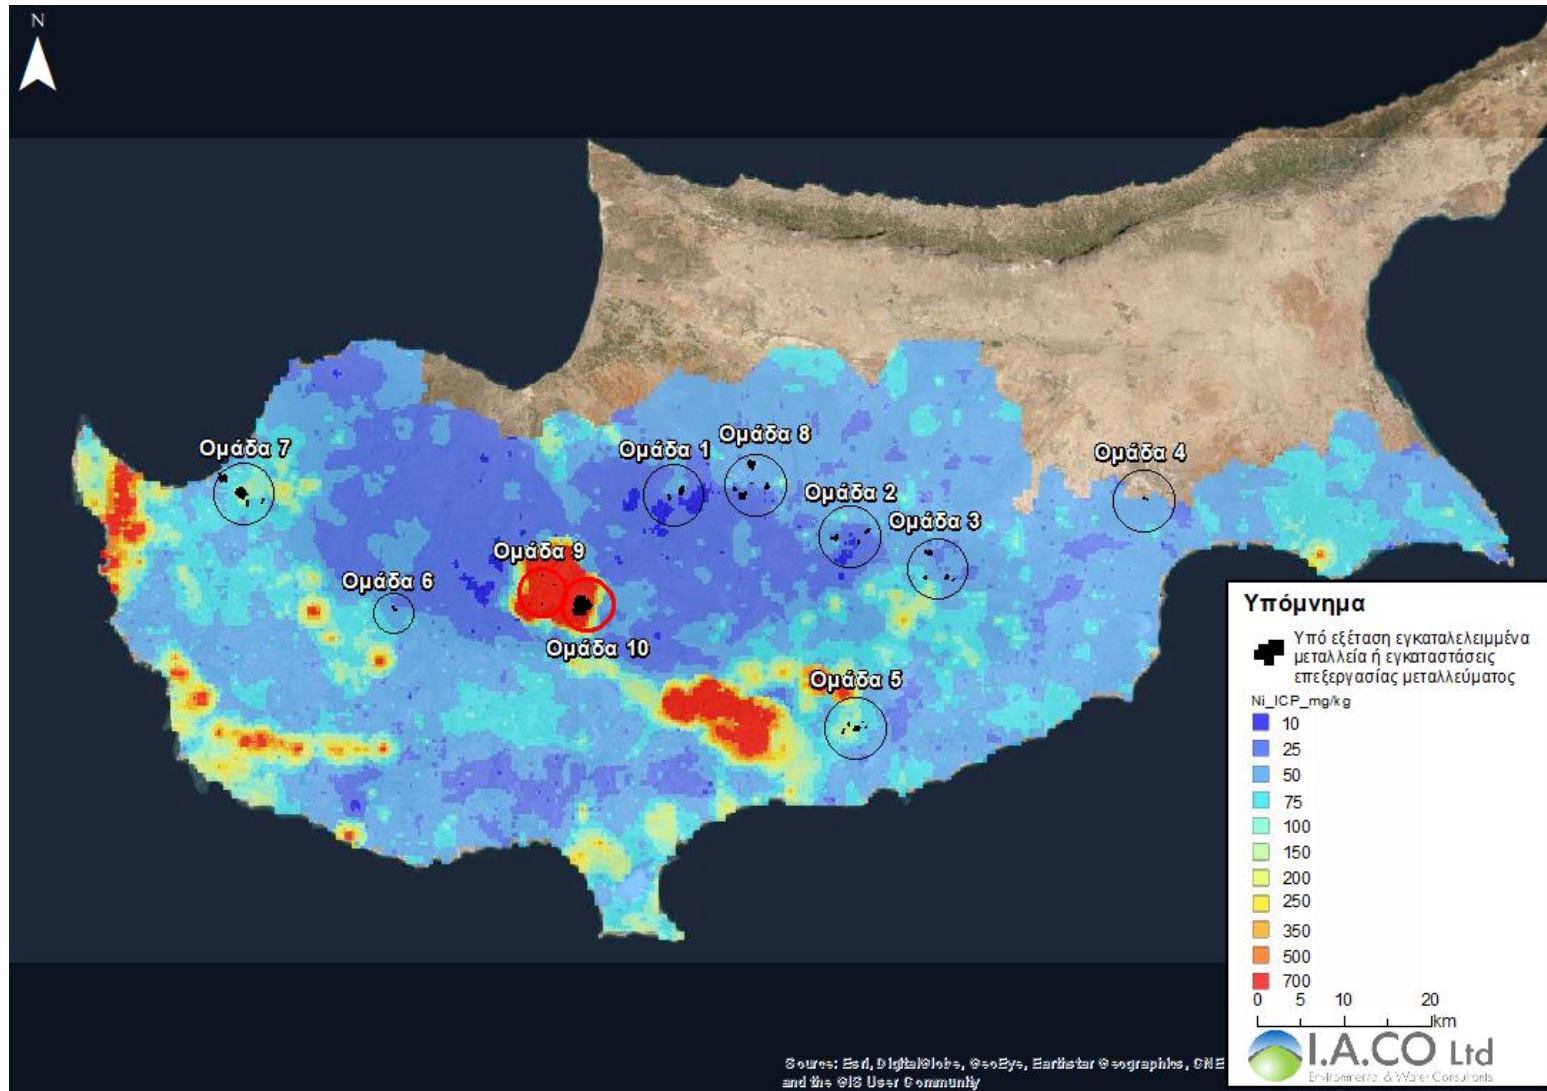 N
Ομάδα 7
Ομάδα 1
Ομάδα 8
Ομάδα 4
Ομάδα 2
Ομάδα 3
Ομάδα 9
Ομάδα 6
Ομάδα 10
Ομάδα 5
Υπόμνημα
Υπό εξέταση εγκαταλελειμμένα
μεταλλεία ή εγκαταστάσεις
επεξεργασίας μεταλλεύματος
Ni_ICP_mg/kg
10
25
50
75
100
150
200
250
350
500
700
0 5 10 20
km
I.A.CO Ltd
Environmental & Water Consultants
Source: Esri, DigitalGlobe, GeoEye, Earthstar Geographics, CNE
and the GIS User Community